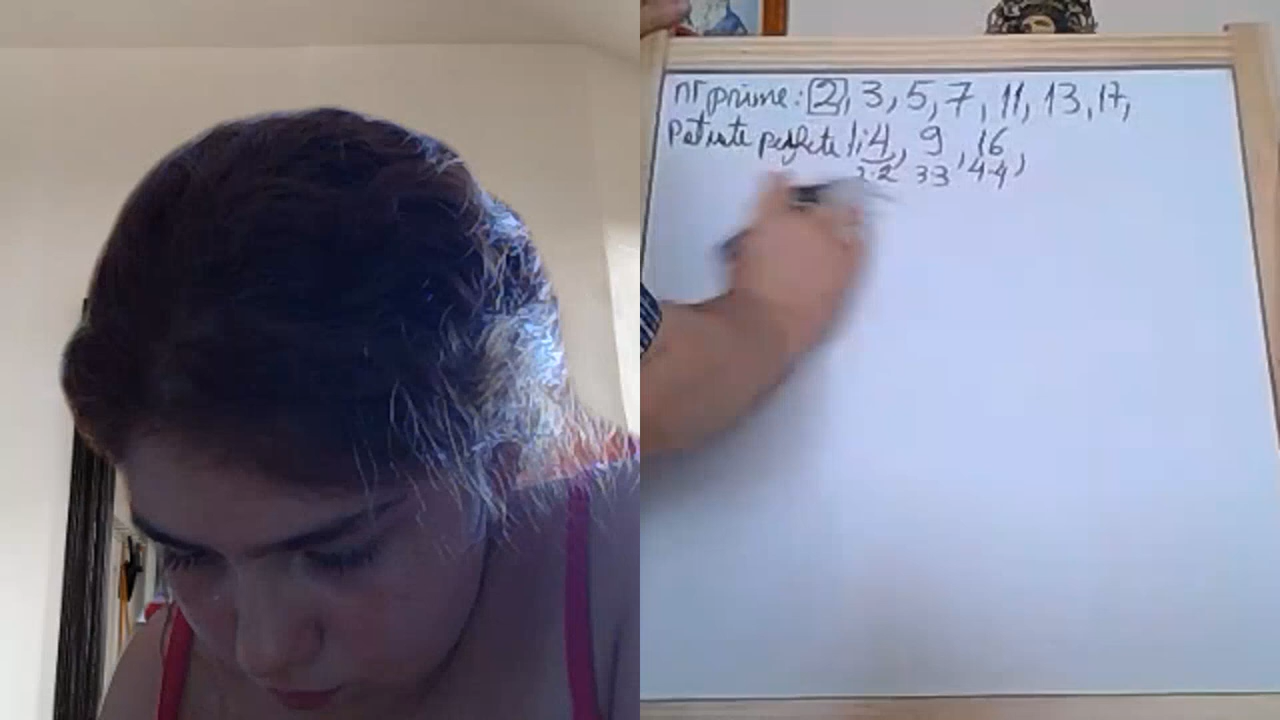 nr prime: 2, 3, 5, 7, 11, 13, 17,
Patrate perfecte 1; 4, 9, 16
2·2 3·3, 4·4,